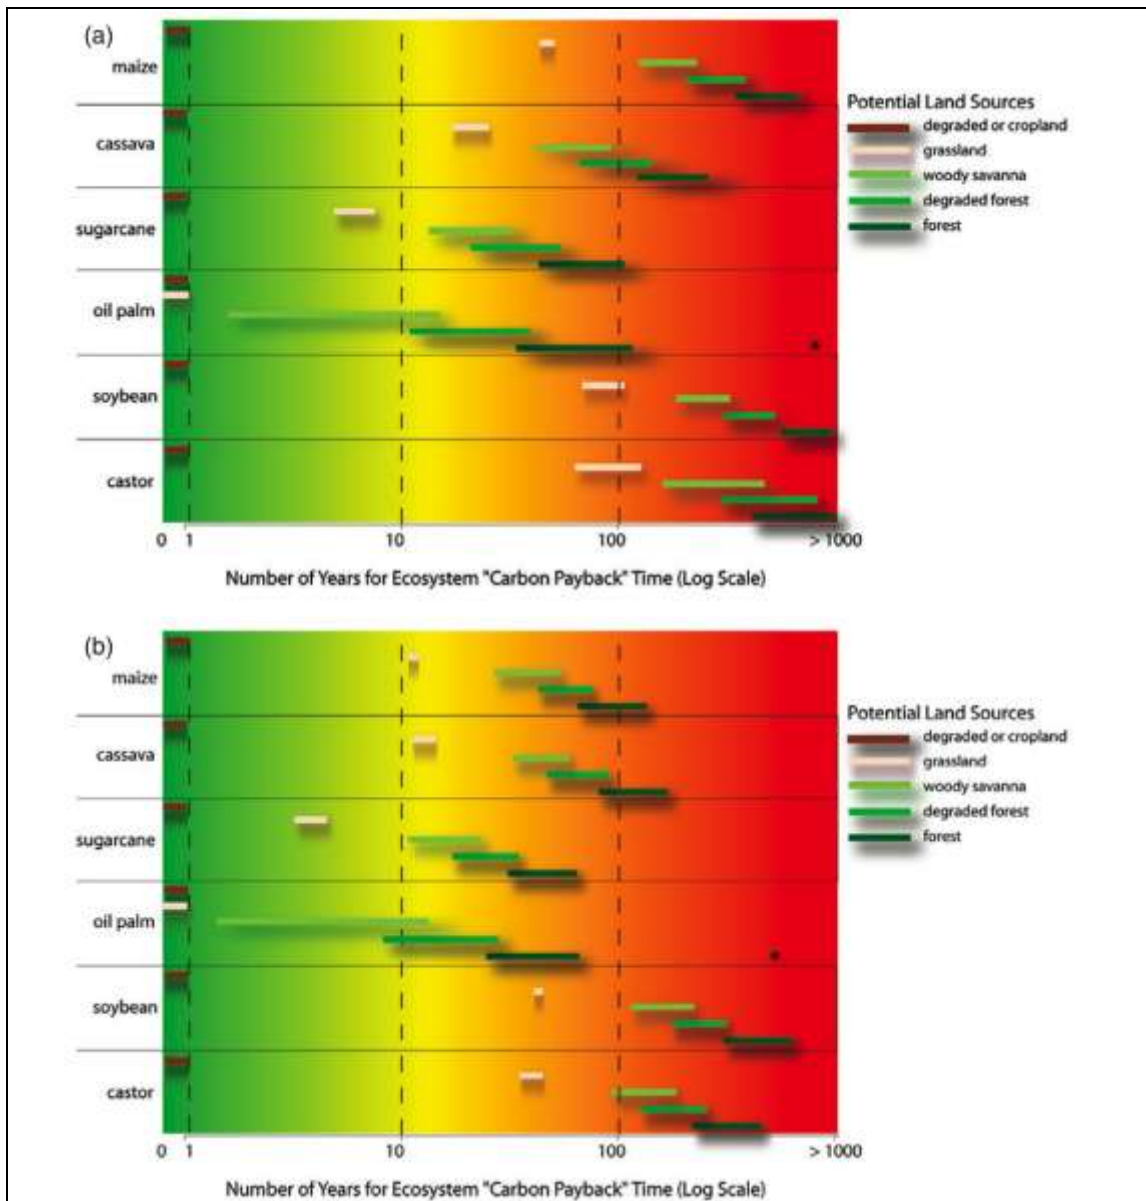 (a)
maize
cassava
sugarcane
oil palm
soybean
castor
0 1 10 100 > 1000
Number of Years for Ecosystem "Carbon Payback" Time (Log Scale)
Potential Land Sources
degraded or cropland
grassland
woody savanna
degraded forest
forest
(b)
maize
cassava
sugarcane
oil palm
soybean
castor
0 1 10 100 > 1000
Number of Years for Ecosystem "Carbon Payback" Time (Log Scale)
Potential Land Sources
degraded or cropland
grassland
woody savanna
degraded forest
forest